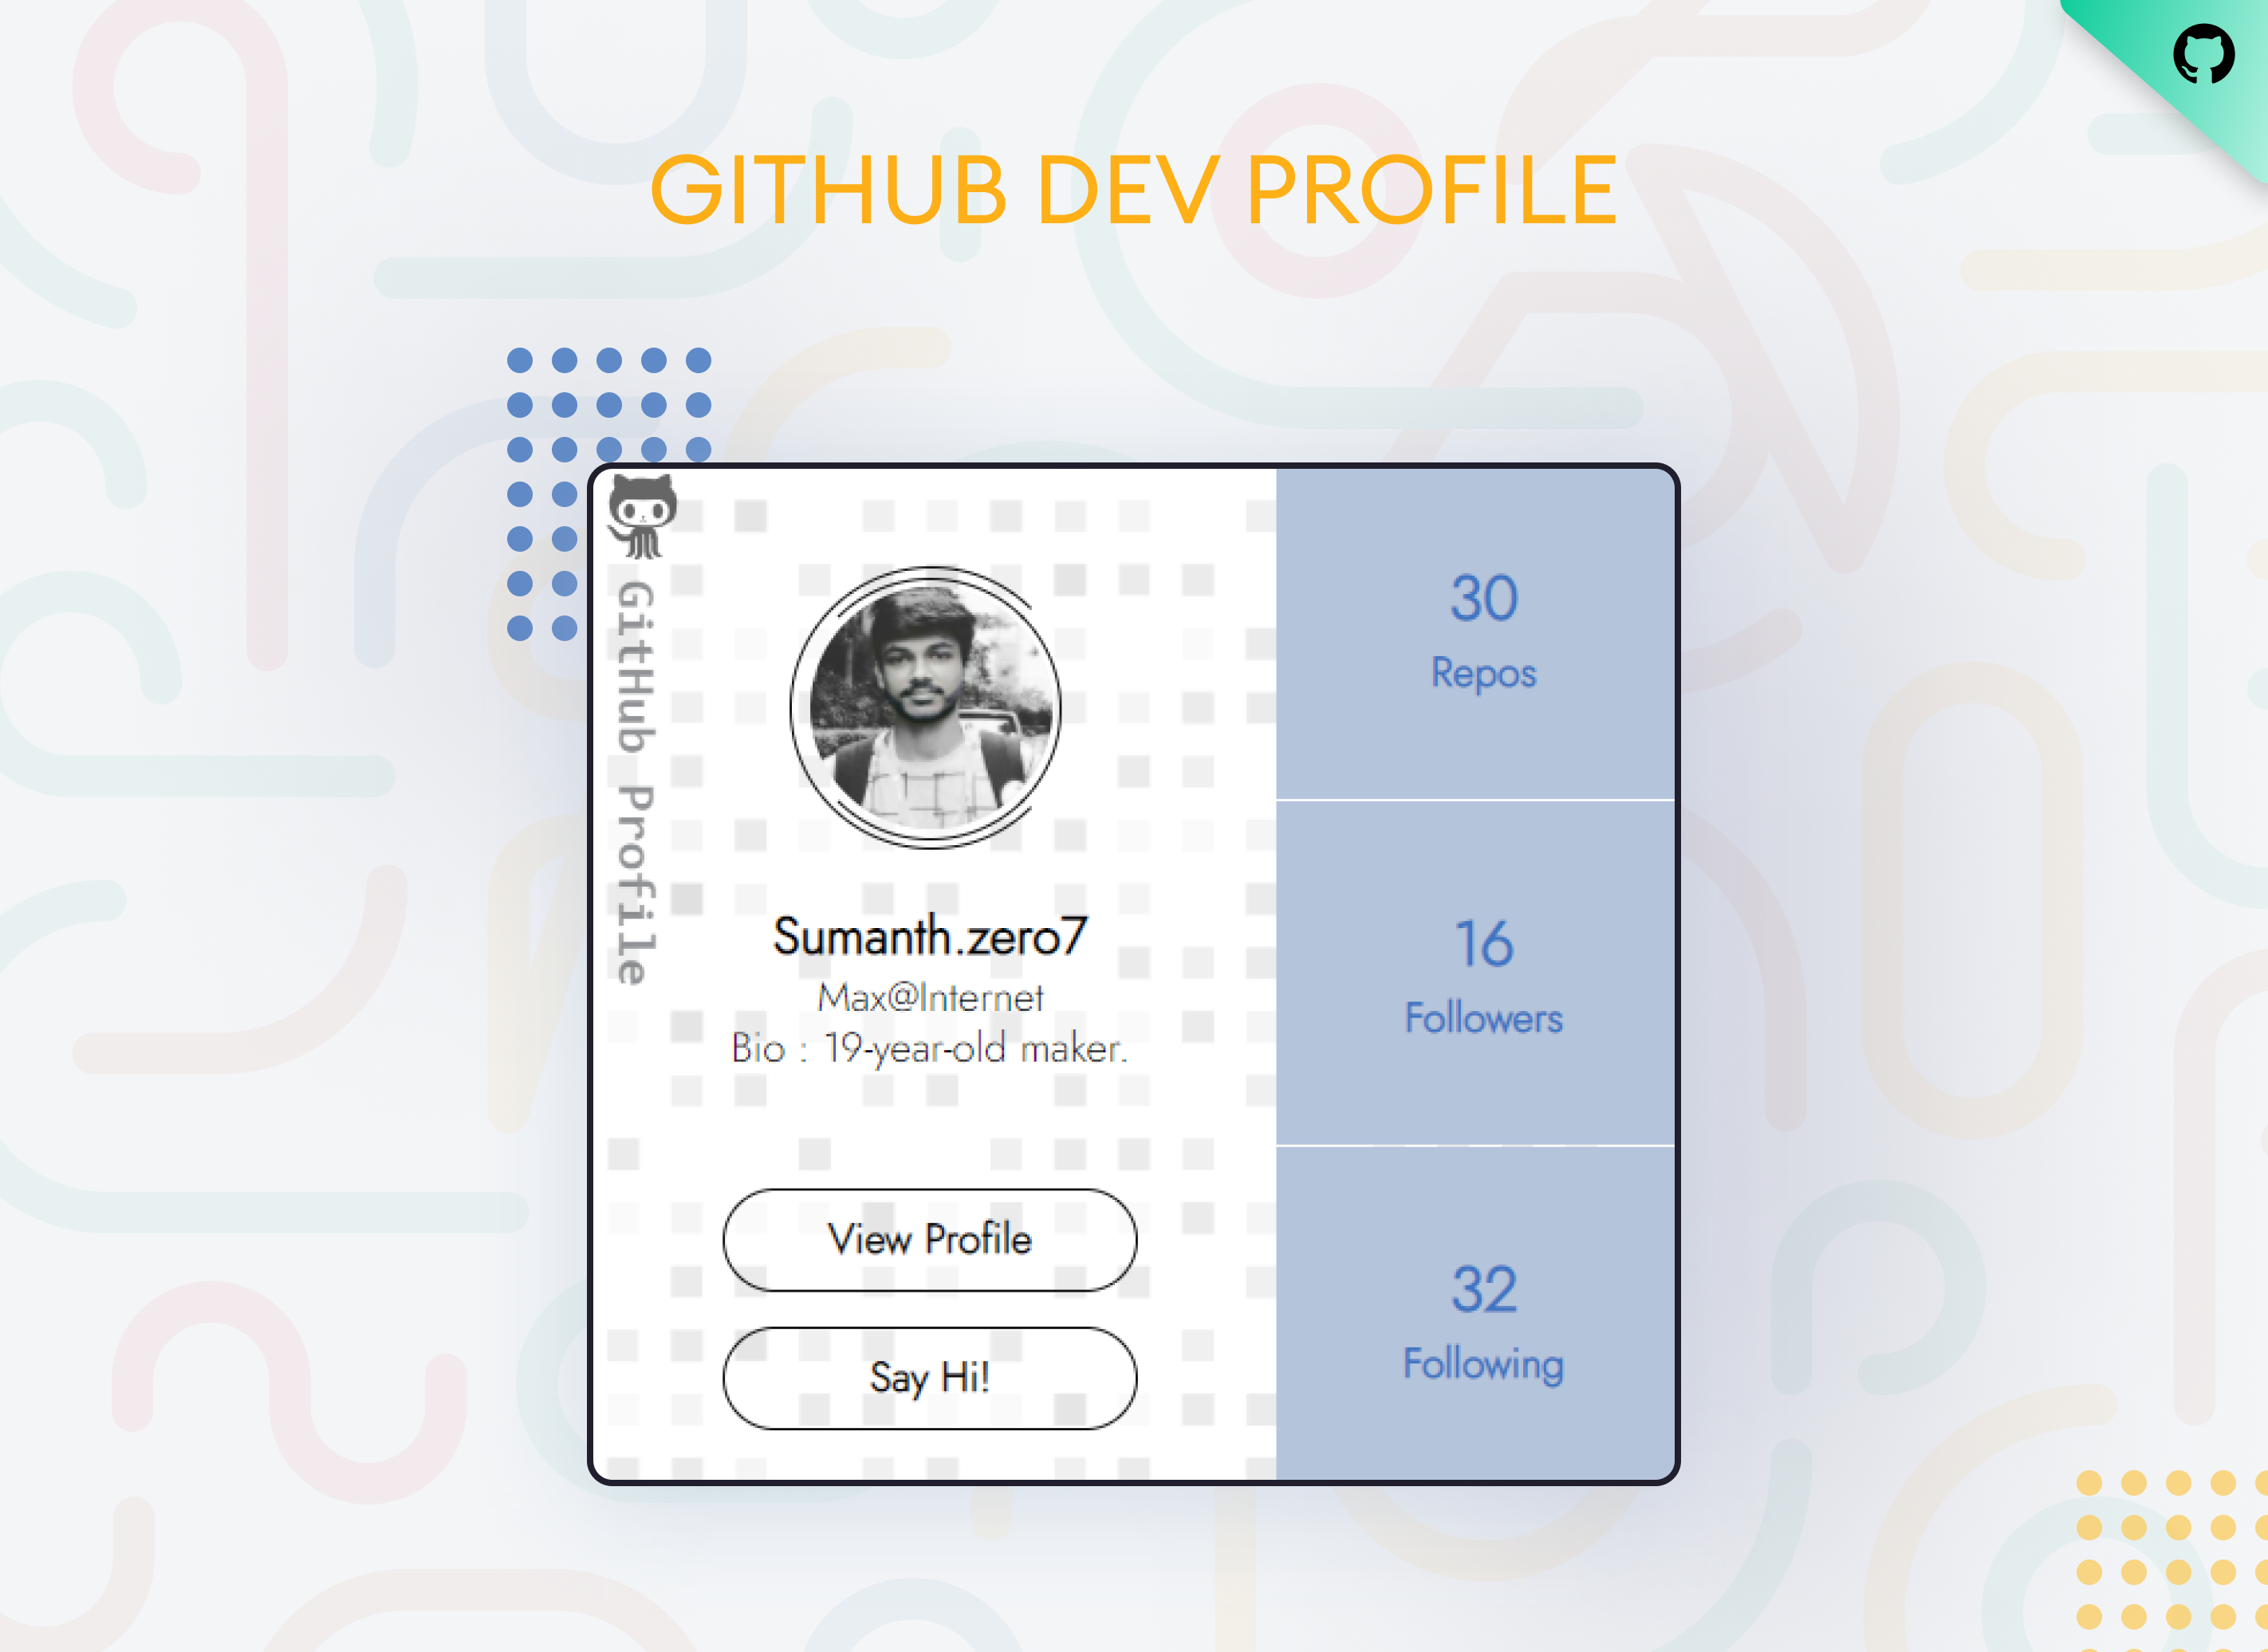 GITHUB DEV PROFILE
GitHub Profile
Sumanth.zero7
Max@Internet
Bio : 19-year-old maker.
View Profile
Say Hi!
30
Repos
16
Followers
32
Following